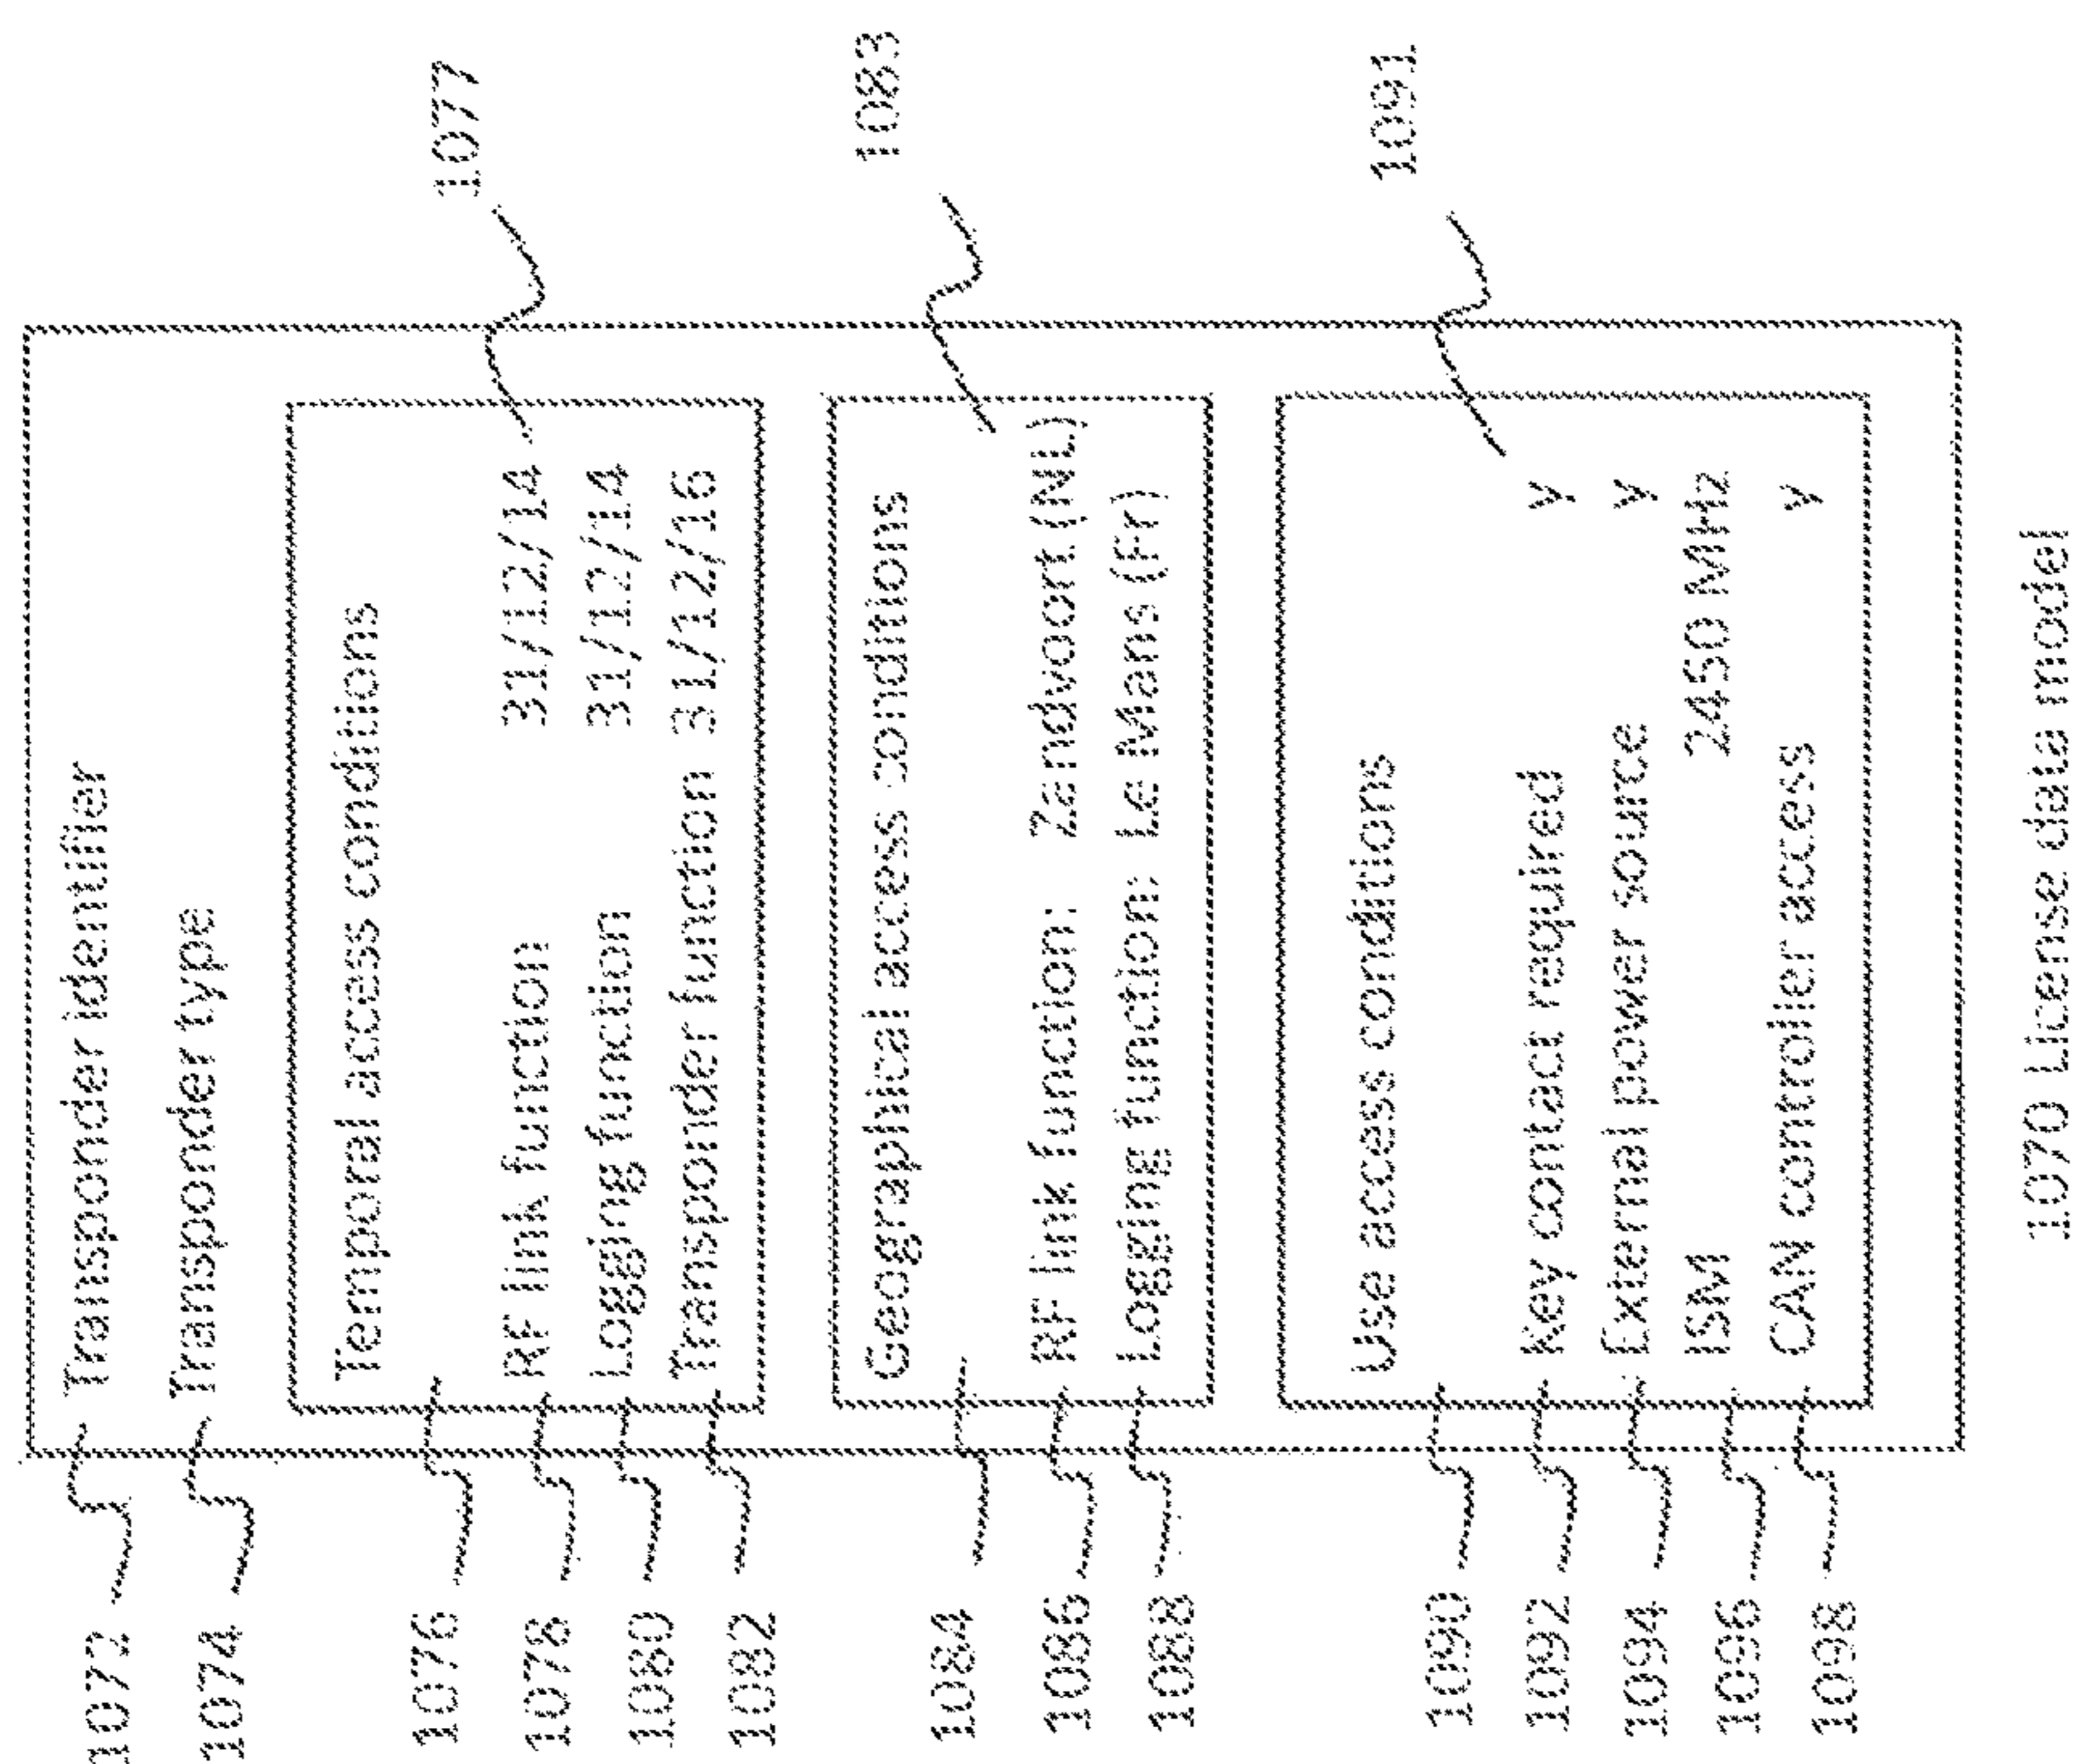 1072 Transponder identifier
1074 Transponder type
1076 Temporal access conditions 1077
1078 RF link function 31/12/14
1080 Logging function 31/12/14
1082 Transponder function 31/12/16
1084 Geographical access conditions 1083
1086 RF link function: Zandvoort (NL)
1088 Logging function: Le Mans (Fr)
1090 Use access conditions 1091
1092 Key contact required y
1094 External power source y
1096 ISM 2450 MHz
1098 CAN controller access y
1070 License data model